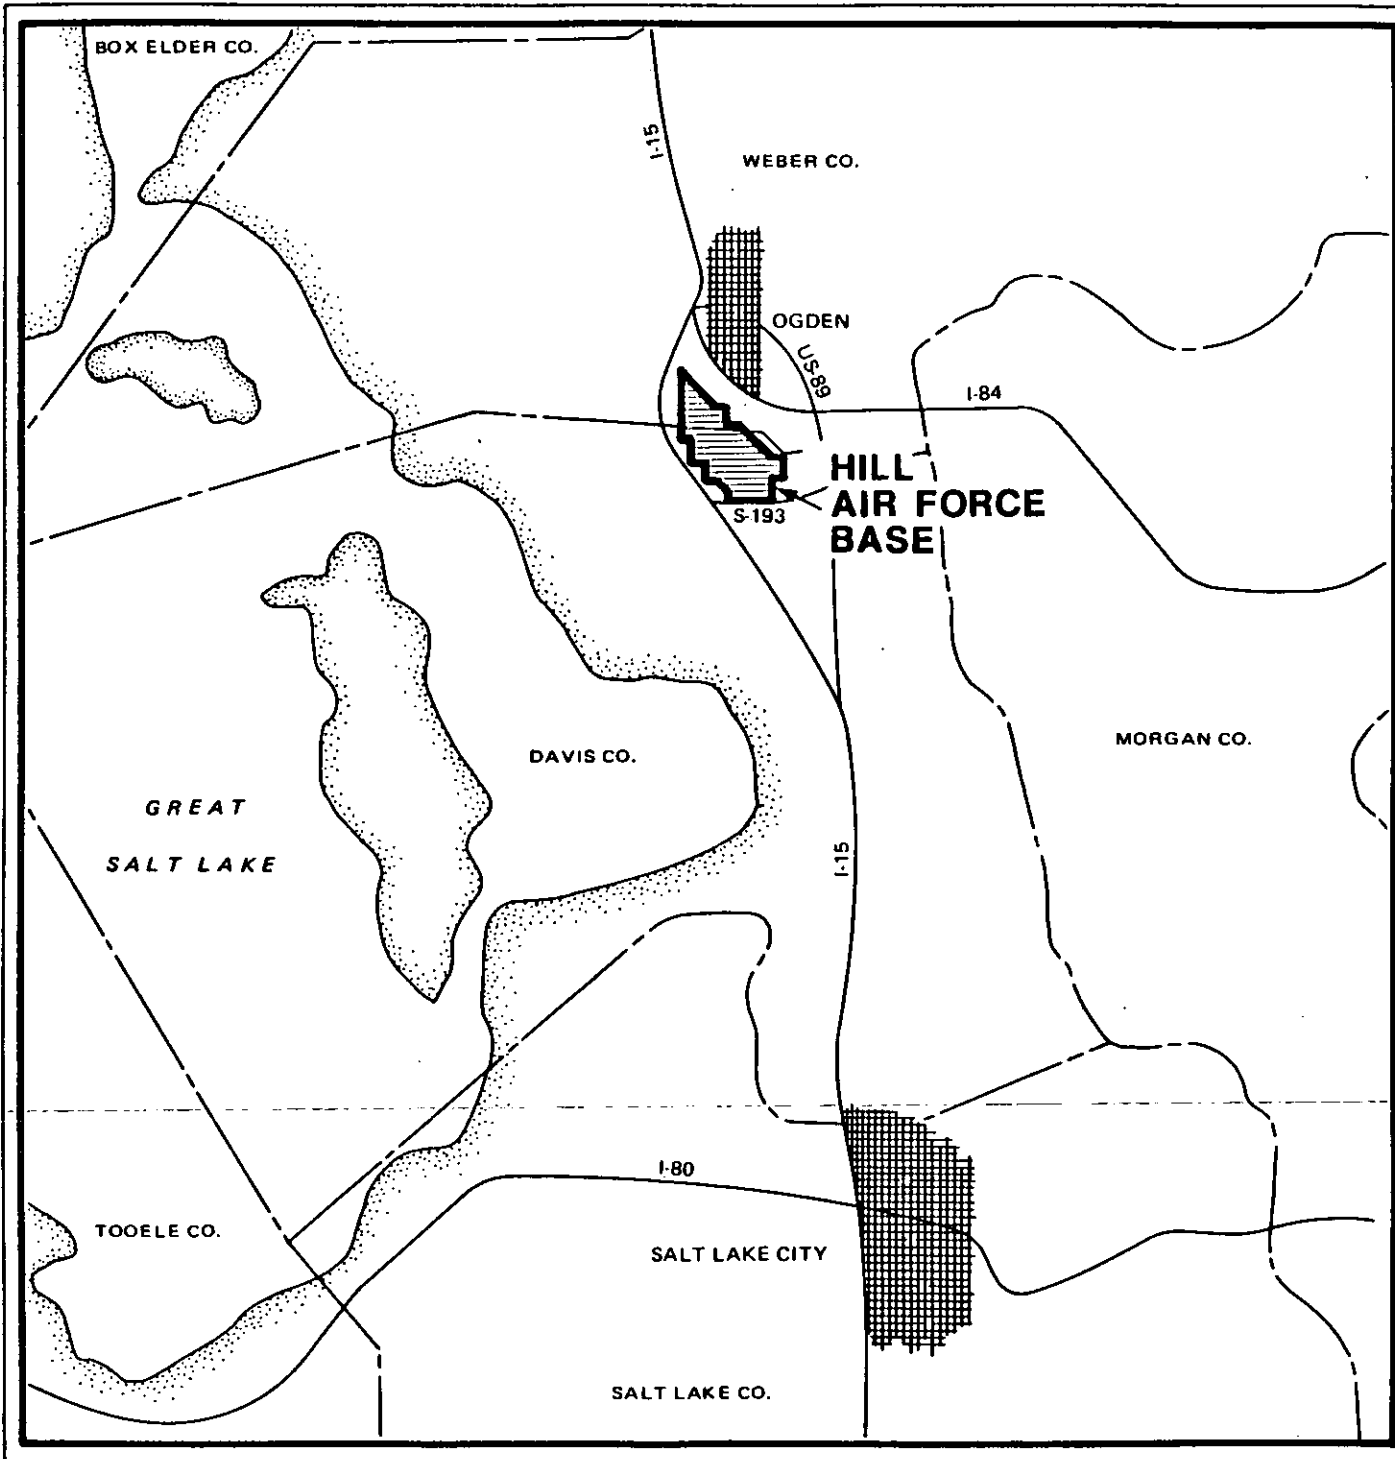 BOX ELDER CO.
I-15
WEBER CO.
OGDEN
US-89
I-84
HILL
AIR FORCE
BASE
S-193
DAVIS CO.
MORGAN CO.
GREAT
SALT LAKE
I-15
I-80
TOOELE CO.
SALT LAKE CITY
SALT LAKE CO.